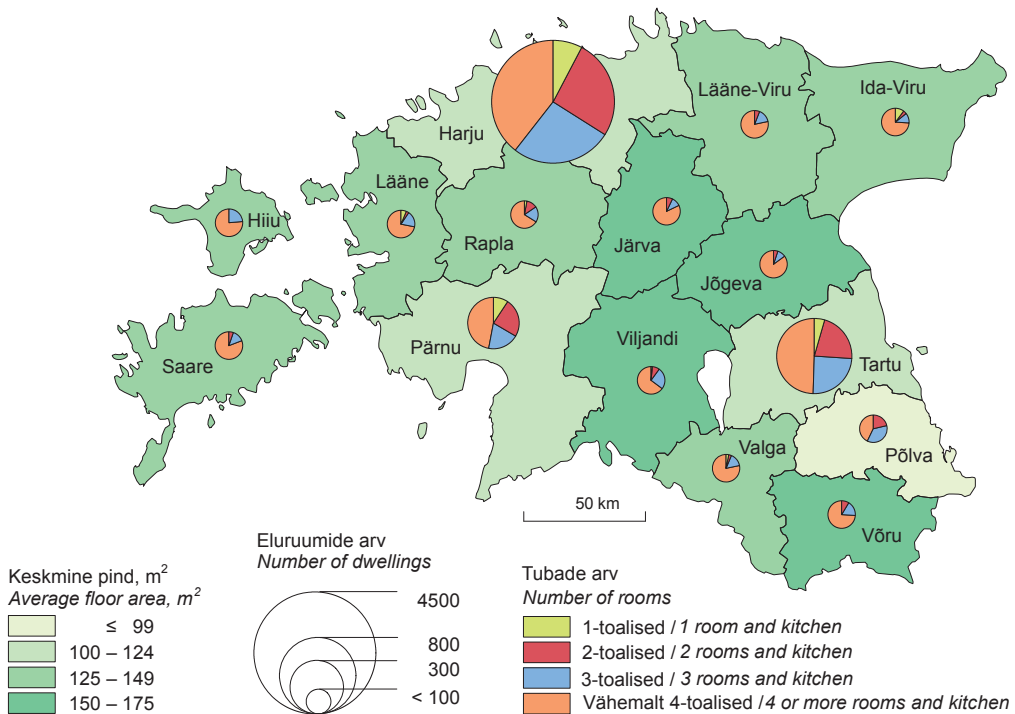 Lääne-Viru
Ida-Viru
Harju
Lääne
Hiiu
Rapla
Järva
Jõgeva
Saare
Pärnu
Viljandi
Tartu
Valga
Põlva
Võru
50 km
Keskmine pind, m²
Average floor area, m²
≤ 99
100 – 124
125 – 149
150 – 175
Eluruumide arv
Number of dwellings
4500
800
300
< 100
Tubade arv
Number of rooms
1-toalised / 1 room and kitchen
2-toalised / 2 rooms and kitchen
3-toalised / 3 rooms and kitchen
Vähemalt 4-toalised / 4 or more rooms and kitchen